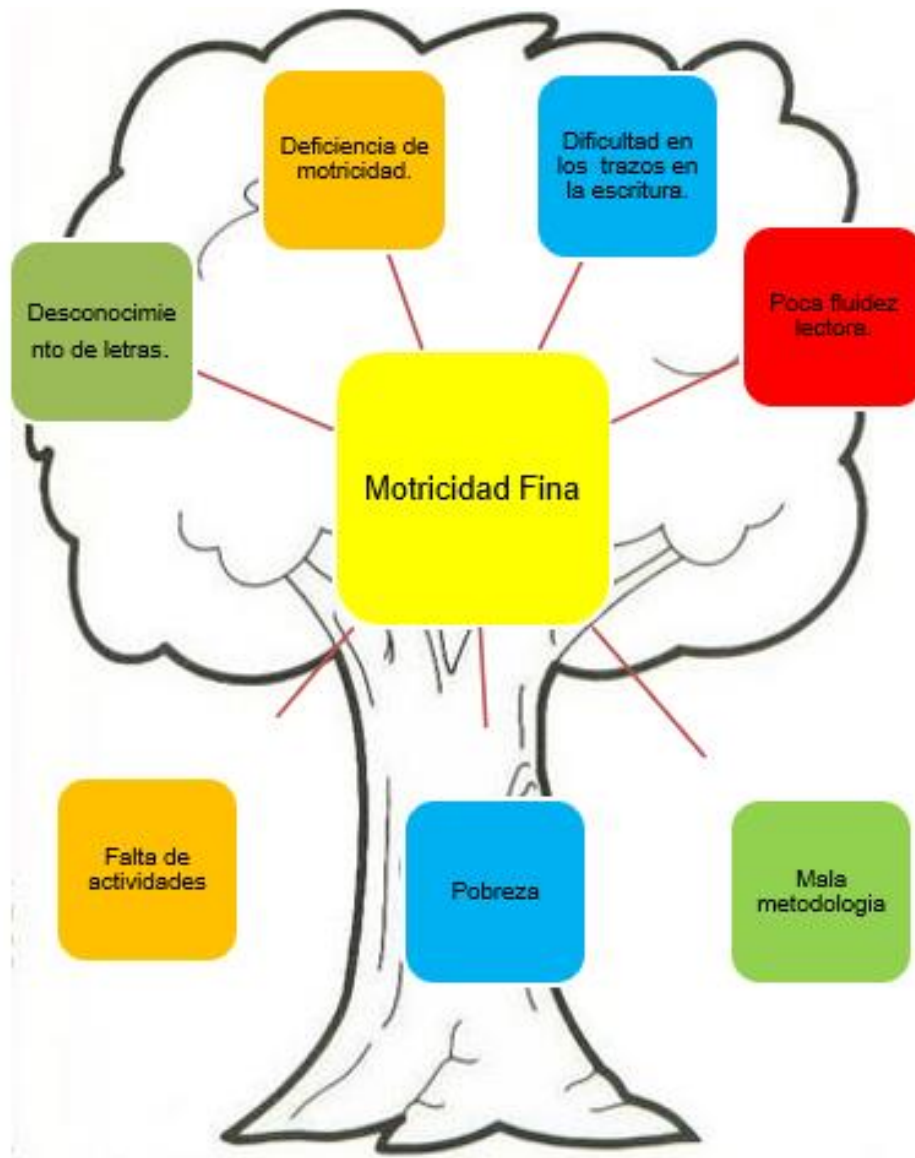 Deficiencia de
motricidad.
Dificultad en
los trazos en
la escritura.
Desconocimie
nto de letras.
Poca fluidez
lectora.
Motricidad Fina
Falta de
actividades
Pobreza
Mala
metodologia